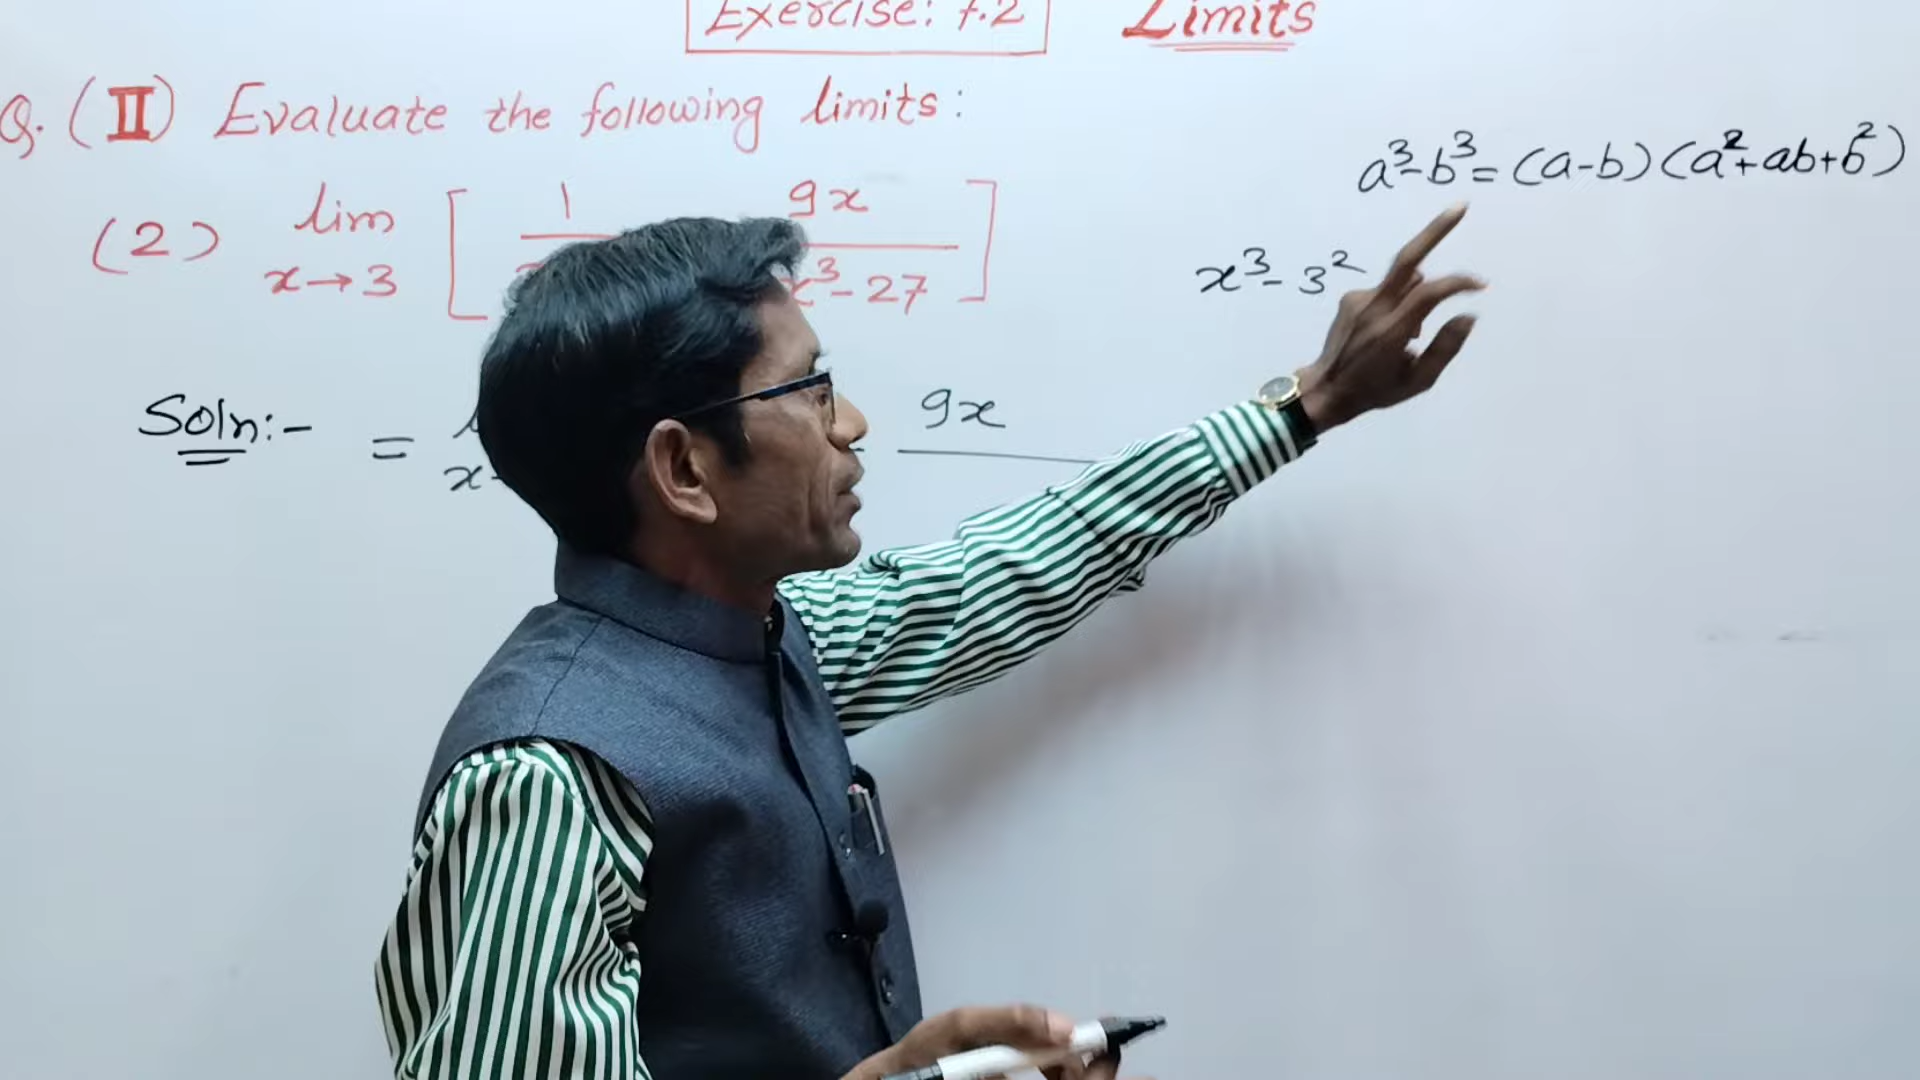 Exercise: 7.2 Limits
Q. (II) Evaluate the following limits:
a³-b³=(a-b)(a²+ab+b²)
(2) lim x→3 [ 1 9x x³-27 ]
x³-3²
Soln:- = x 9x